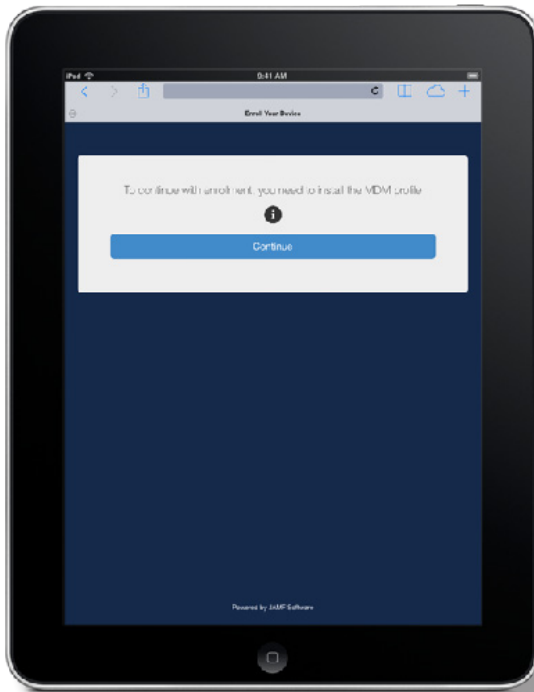 iPad
9:41 AM
Enroll Your Device
To continue with enrollment, you need to install the MDM profile
Continue
Powered by JAMF Software